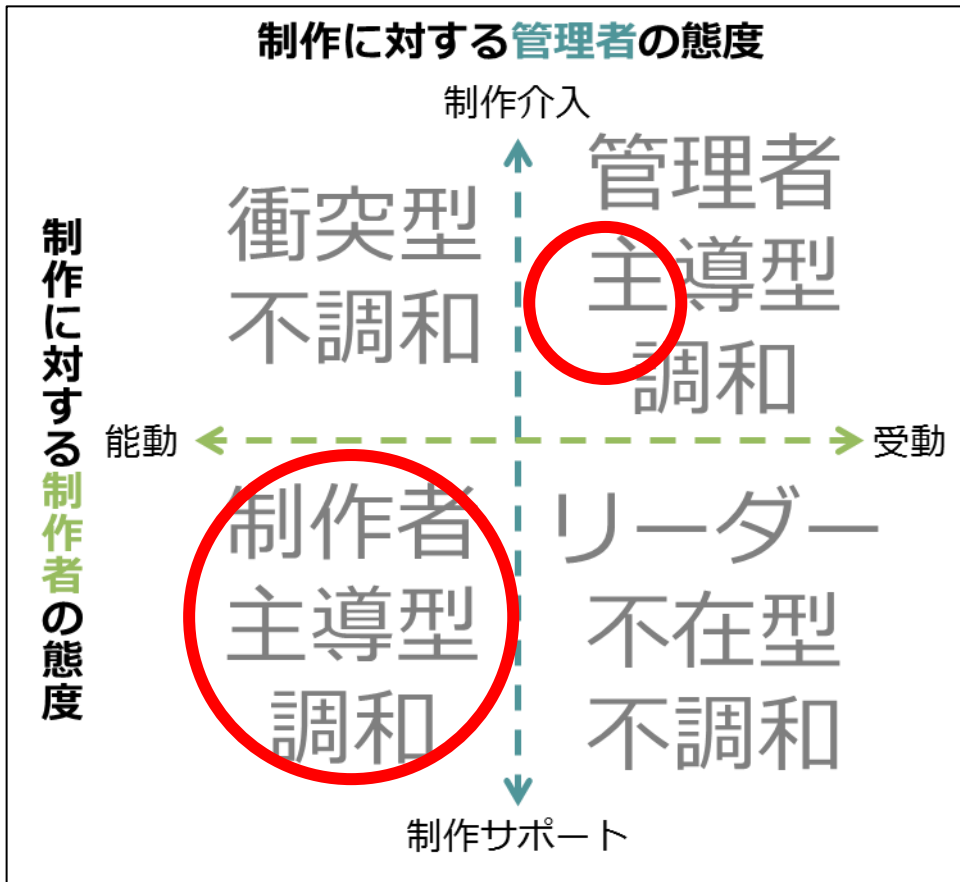 制作に対する管理者の態度
制作介入
衝突型
不調和
管理者
主導型
調和
制作に対する制作者の態度
能動
受動
制作者
主導型
調和
リーダー
不在型
不調和
制作サポート